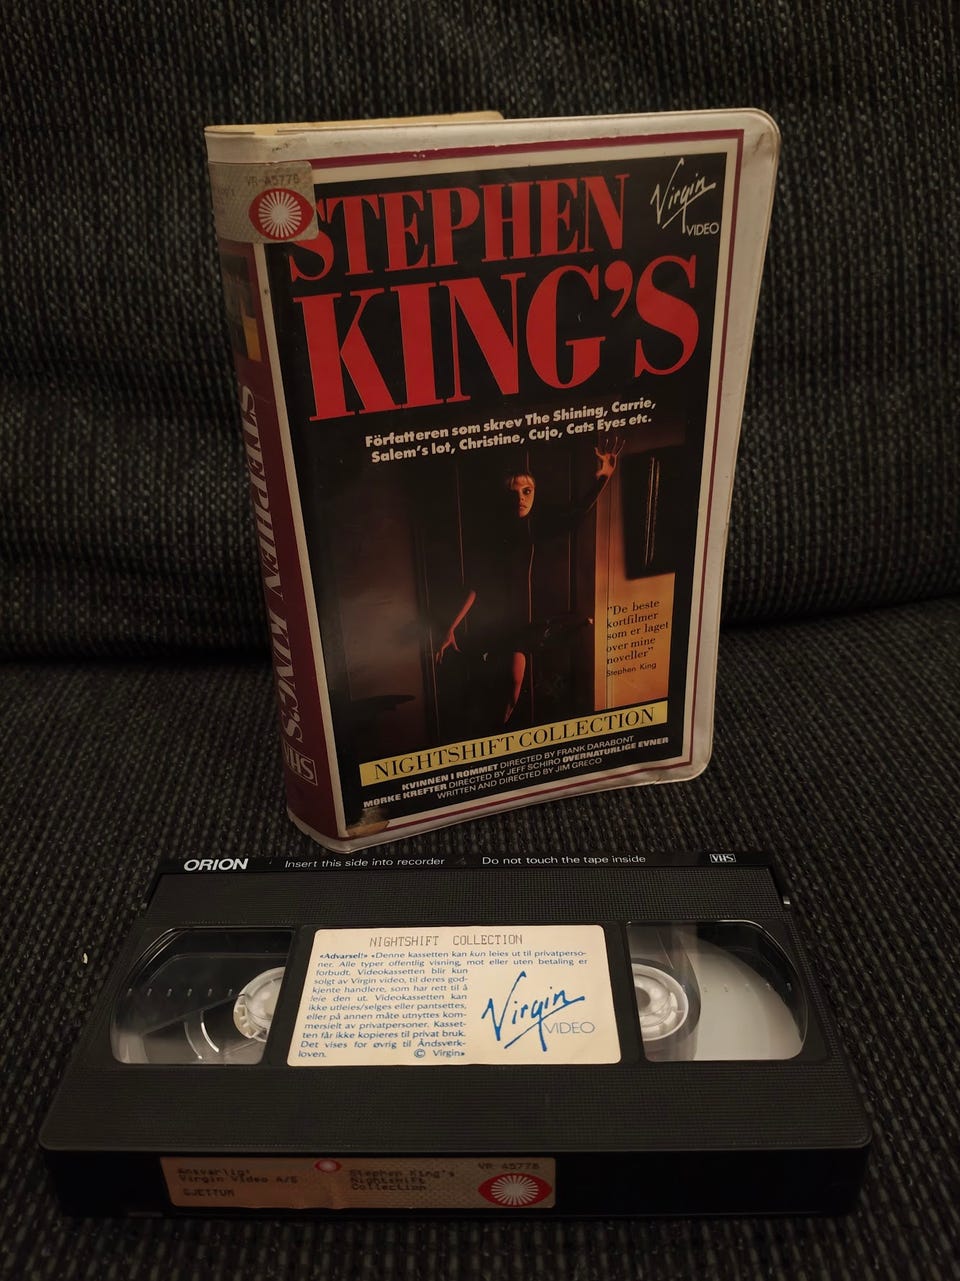 VR-A5778
STEPHEN
KING'S
Virgin
VIDEO
Författeren som skrev The Shining, Carrie,
Salem's lot, Christine, Cujo, Cats Eyes etc.
"De beste
kortfilmer
som er laget
over mine
noveller"
Stephen King
NIGHTSHIFT COLLECTION
KVINNEN I ROMMET DIRECTED BY FRANK DARABONT
MØRKE KREFTER DIRECTED BY JEFF SCHIRO OVERNATURLIGE EVNER
WRITTEN AND DIRECTED BY JIM GRECO
STEPHEN KING'S
VHS
ORION Insert this side into recorder Do not touch the tape inside VHS
NIGHTSHIFT COLLECTION
«Advarsel!» «Denne kassetten kan kun leies ut til privatperso-
ner. Alle typer offentlig visning, mot eller uten betaling er
forbudt. Videokassetten blir kun
solgt av Virgin video, til deres god-
kjente handlere, som har rett til å
leie den ut. Videokassetten kan
ikke utleies/selges eller pantsettes,
eller på annen måte utnyttes kom-
mersielt av privatpersoner. Kasset-
ten får ikke kopieres til privat bruk.
Det vises for øvrig til Åndsverk-
loven. © Virgin»
Virgin
VIDEO
Ansvarlig:
Virgin Video A/S
GJETTUM
Stephen King's
Nightshift
Collection
VR A5778